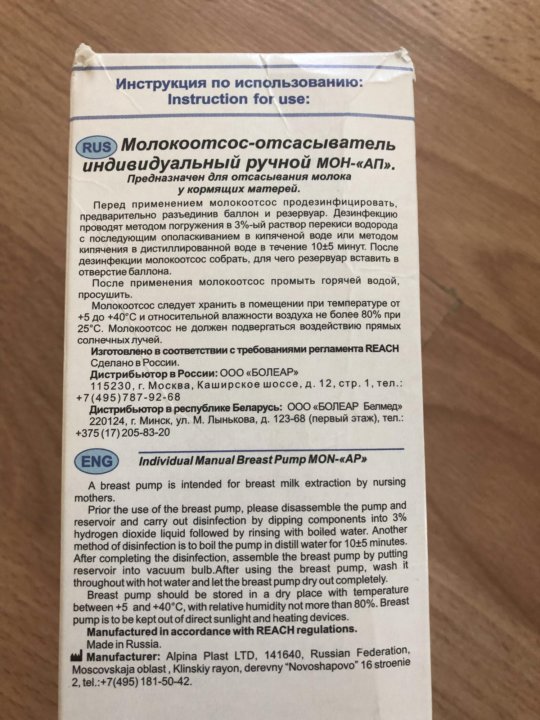 Инструкция по использованию:
Instruction for use:
RUS Молокоотсос-отсасыватель
индивидуальный ручной МОН-«АП».
Предназначен для отсасывания молока
у кормящих матерей.
Перед применением молокоотсос продезинфицировать,
предварительно разъединив баллон и резервуар. Дезинфекцию
проводят методом погружения в 3%-ый раствор перекиси водорода
с последующим ополаскиванием в кипяченой воде или методом
кипячения в дистиллированной воде в течение 10±5 минут. После
дезинфекции молокоотсос собрать, для чего резервуар вставить в
отверстие баллона.
После применения молокоотсос промыть горячей водой,
просушить.
Молокоотсос следует хранить в помещении при температуре от
+5 до +40°С и относительной влажности воздуха не более 80% при
25°С. Молокоотсос не должен подвергаться воздействию прямых
солнечных лучей.
Изготовлено в соответствии с требованиями регламента REACH
Сделано в России.
Дистрибьютор в России: ООО «БОЛЕАР»
115230, г. Москва, Каширское шоссе, д. 12, стр. 1, тел.:
+7(495)787-92-68
Дистрибьютор в республике Беларусь: ООО «БОЛЕАР Белмед»
220124, г. Минск, ул. М. Лынькова, д. 123-68 (первый этаж), тел.:
+375(17)205-83-20
ENG Individual Manual Breast Pump MON-«AP»
A breast pump is intended for breast milk extraction by nursing
mothers.
Prior the use of the breast pump, please disassemble the pump and
reservoir and carry out disinfection by dipping components into 3%
hydrogen dioxide liquid followed by rinsing with boiled water. Another
method of disinfection is to boil the pump in distill water for 10±5 minutes.
After completing the disinfection, assemble the breast pump by putting
reservoir into vacuum bulb.After using the breast pump, wash it
throughout with hot water and let the breast pump dry out completely.
Breast pump should be stored in a dry place with temperature
between +5 and +40°C, with relative humidity not more than 80%. Breast
pump is to be kept out of direct sunlight and heating devices.
Manufactured in accordance with REACH regulations.
Made in Russia.
Manufacturer: Alpina Plast LTD, 141640, Russian Federation,
Moscovskaja oblast , Klinskiy rayon, derevny “Novoshapovo” 16 stroenie
2, tel.:+7(495) 181-50-42.